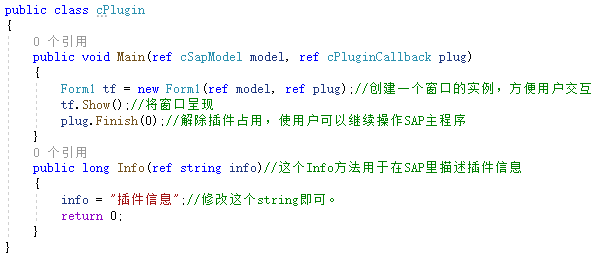 public class cPlugin
{
0 个引用
public void Main(ref cSapModel model, ref cPluginCallback plug)
{
Form1 tf = new Form1(ref model, ref plug);//创建一个窗口的实例，方便用户交互
tf.Show();//将窗口呈现
plug.Finish(0);//解除插件占用，使用户可以继续操作SAP主程序
}
0 个引用
public long Info(ref string info)//这个Info方法用于在SAP里描述插件信息
{
info = "插件信息";//修改这个string即可。
return 0;
}
}